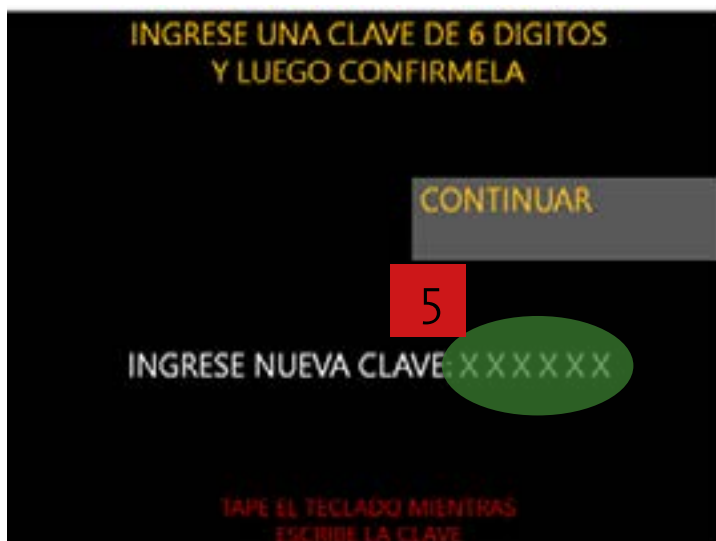 INGRESE UNA CLAVE DE 6 DIGITOS
Y LUEGO CONFIRMELA
CONTINUAR
5
INGRESE NUEVA CLAVE: X X X X X X
TAPE EL TECLADO MIENTRAS
ESCRIBE LA CLAVE